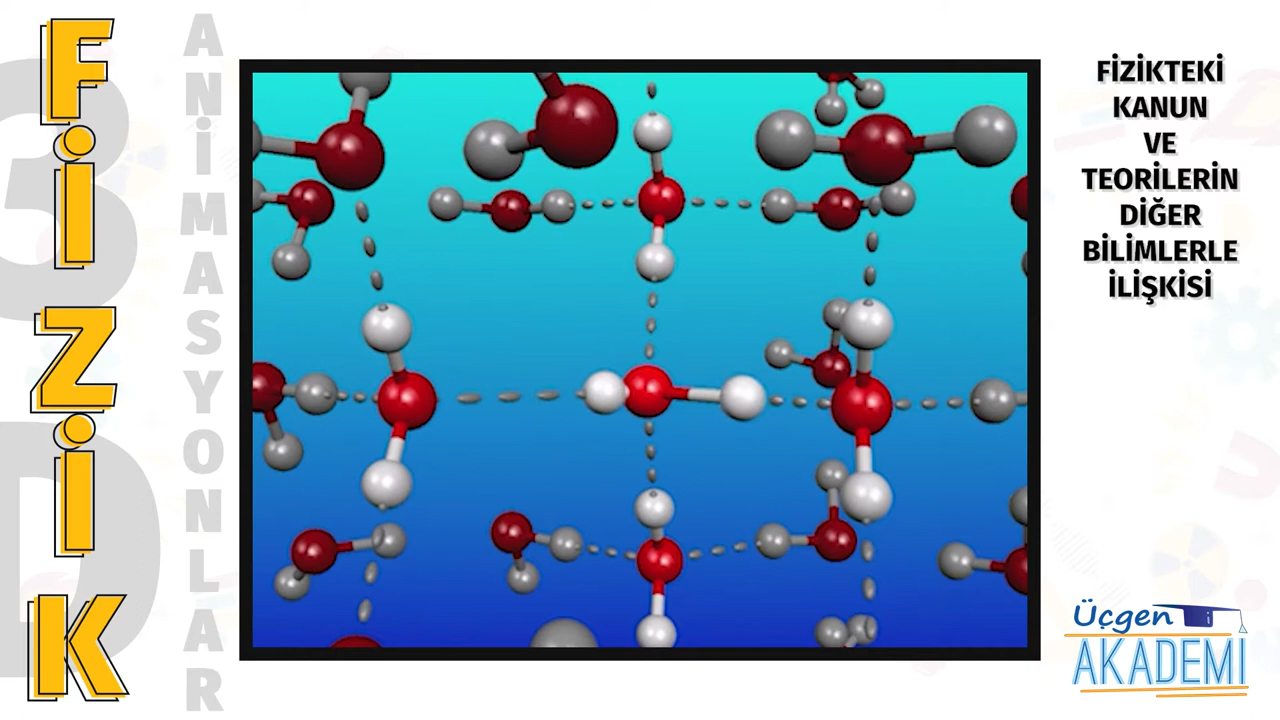 FİZİK
3D
ANİMASYONLAR
FİZİKTEKİ
KANUN
VE
TEORİLERİN
DİĞER
BİLİMLERLE
İLİŞKİSİ
Üçgen
AKADEMİ